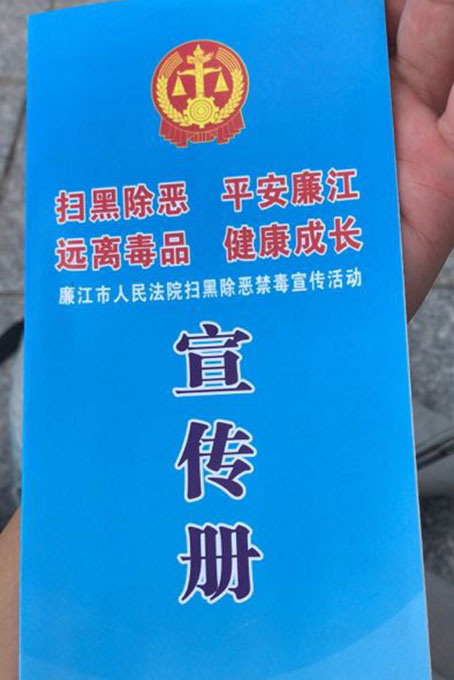 扫黑除恶 平安廉江
远离毒品 健康成长
廉江市人民法院扫黑除恶禁毒宣传活动
宣
传
册